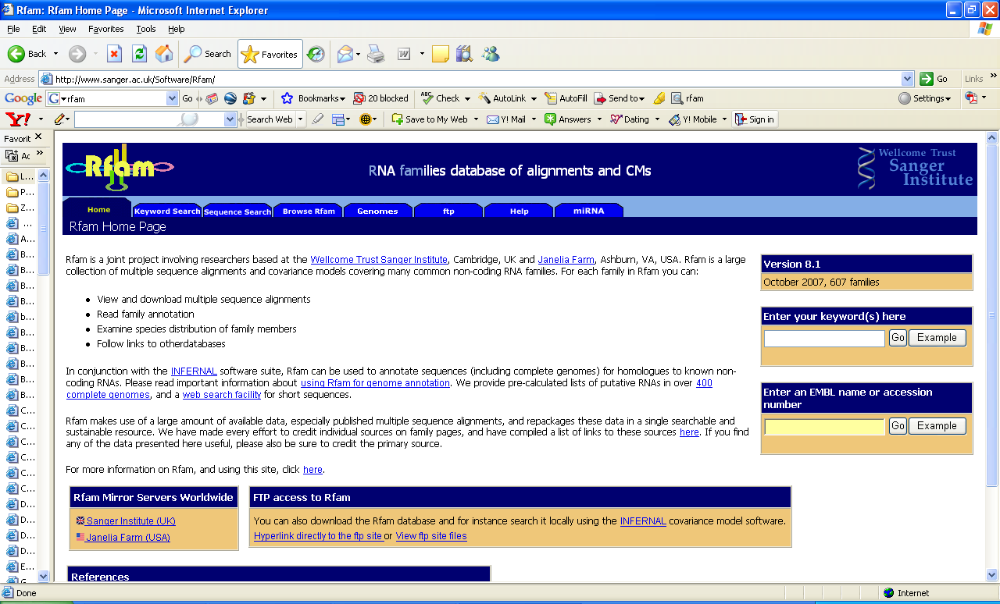 Rfam: Rfam Home Page - Microsoft Internet Explorer
File Edit View Favorites Tools Help
Back Search Favorites
Address http://www.sanger.ac.uk/Software/Rfam/ Go Links »
Google G rfam Go Bookmarks 20 blocked ABC Check AutoLink AutoFill Send to rfam Settings
Y! Search Web Save to My Web Y! Mail Answers Dating Y! Mobile Sign in
Favorit
Ac »
L...
P...
Z...
...
A...
B...
B...
B...
B...
b...
B...
B...
B...
B...
B...
C...
C...
C...
C...
C...
C...
D...
D...
D...
D...
E...
G
Rfam
RNA families database of alignments and CMs
Wellcome Trust
Sanger
Institute
Home Keyword Search Sequence Search Browse Rfam Genomes ftp Help miRNA
Rfam Home Page
Rfam is a joint project involving researchers based at the Wellcome Trust Sanger Institute, Cambridge, UK and Janelia Farm, Ashburn, VA, USA. Rfam is a large
collection of multiple sequence alignments and covariance models covering many common non-coding RNA families. For each family in Rfam you can:
• View and download multiple sequence alignments
• Read family annotation
• Examine species distribution of family members
• Follow links to otherdatabases
In conjunction with the INFERNAL software suite, Rfam can be used to annotate sequences (including complete genomes) for homologues to known non-
coding RNAs. Please read important information about using Rfam for genome annotation. We provide pre-calculated lists of putative RNAs in over 400
complete genomes, and a web search facility for short sequences.
Rfam makes use of a large amount of available data, especially published multiple sequence alignments, and repackages these data in a single searchable and
sustainable resource. We have made every effort to credit individual sources on family pages, and have compiled a list of links to these sources here. If you find
any of the data presented here useful, please also be sure to credit the primary source.
For more information on Rfam, and using this site, click here.
Version 8.1
October 2007, 607 families
Enter your keyword(s) here
Go Example
Enter an EMBL name or accession
number
Go Example
Rfam Mirror Servers Worldwide
Sanger Institute (UK)
Janelia Farm (USA)
FTP access to Rfam
You can also download the Rfam database and for instance search it locally using the INFERNAL covariance model software.
Hyperlink directly to the ftp site or View ftp site files
References
Done Internet